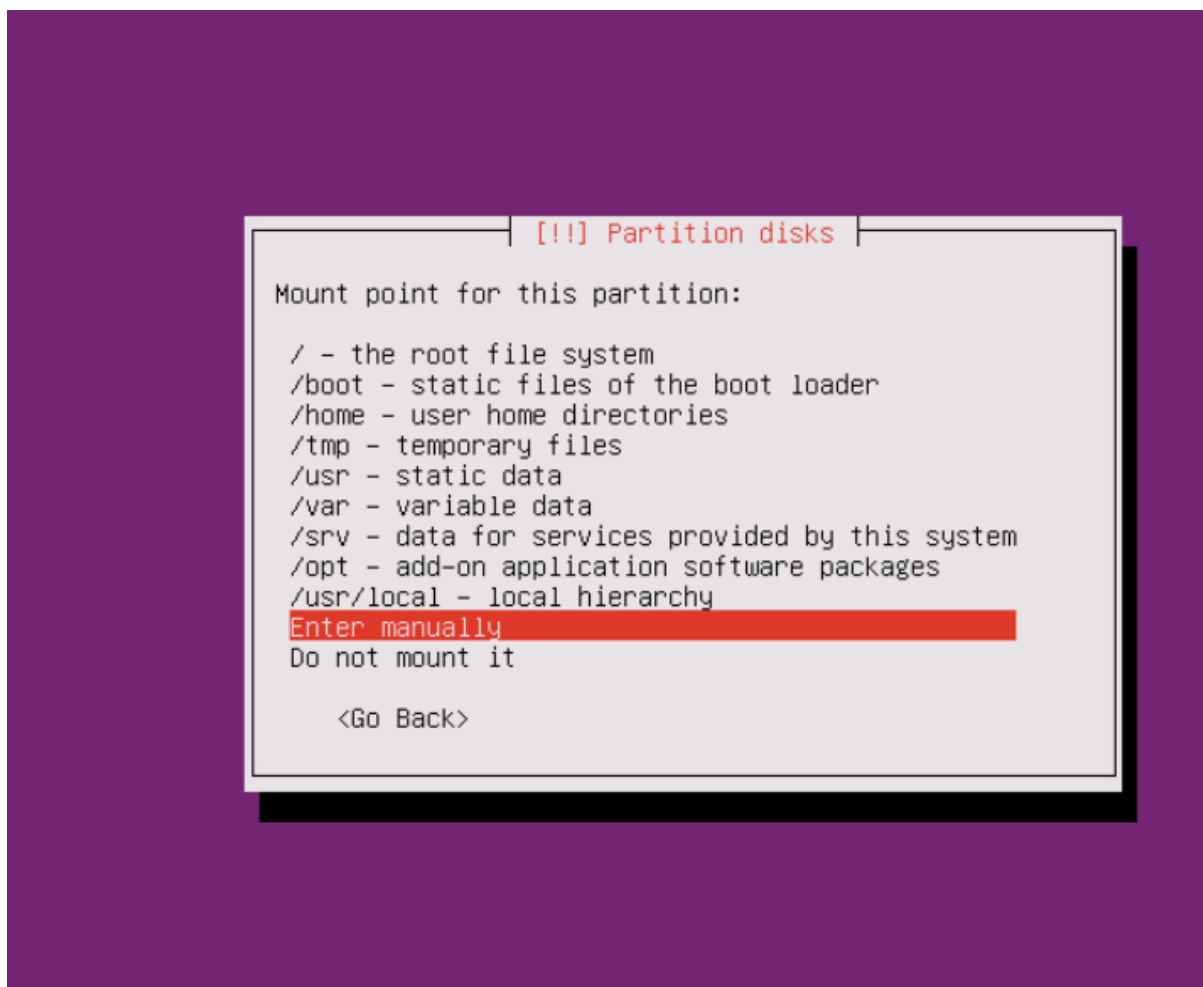 [!!] Partition disks
Mount point for this partition:
/ – the root file system
/boot – static files of the boot loader
/home – user home directories
/tmp – temporary files
/usr – static data
/var – variable data
/srv – data for services provided by this system
/opt – add-on application software packages
/usr/local – local hierarchy
Enter manually
Do not mount it
<Go Back>